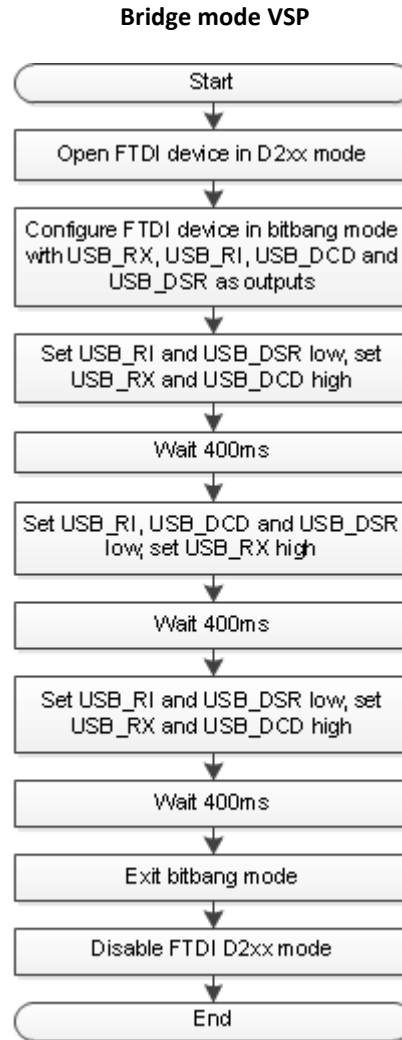 Bridge mode VSP
Start
Open FTDI device in D2xx mode
Configure FTDI device in bitbang mode
with USB_RX, USB_RI, USB_DCD and
USB_DSR as outputs
Set USB_RI and USB_DSR low; set
USB_RX and USB_DCD high
Wait 400ms
Set USB_RI, USB_DCD and USB_DSR
low; set USB_RX high
Wait 400ms
Set USB_RI and USB_DSR low; set
USB_RX and USB_DCD high
Wait 400ms
Exit bitbang mode
Disable FTDI D2xx mode
End